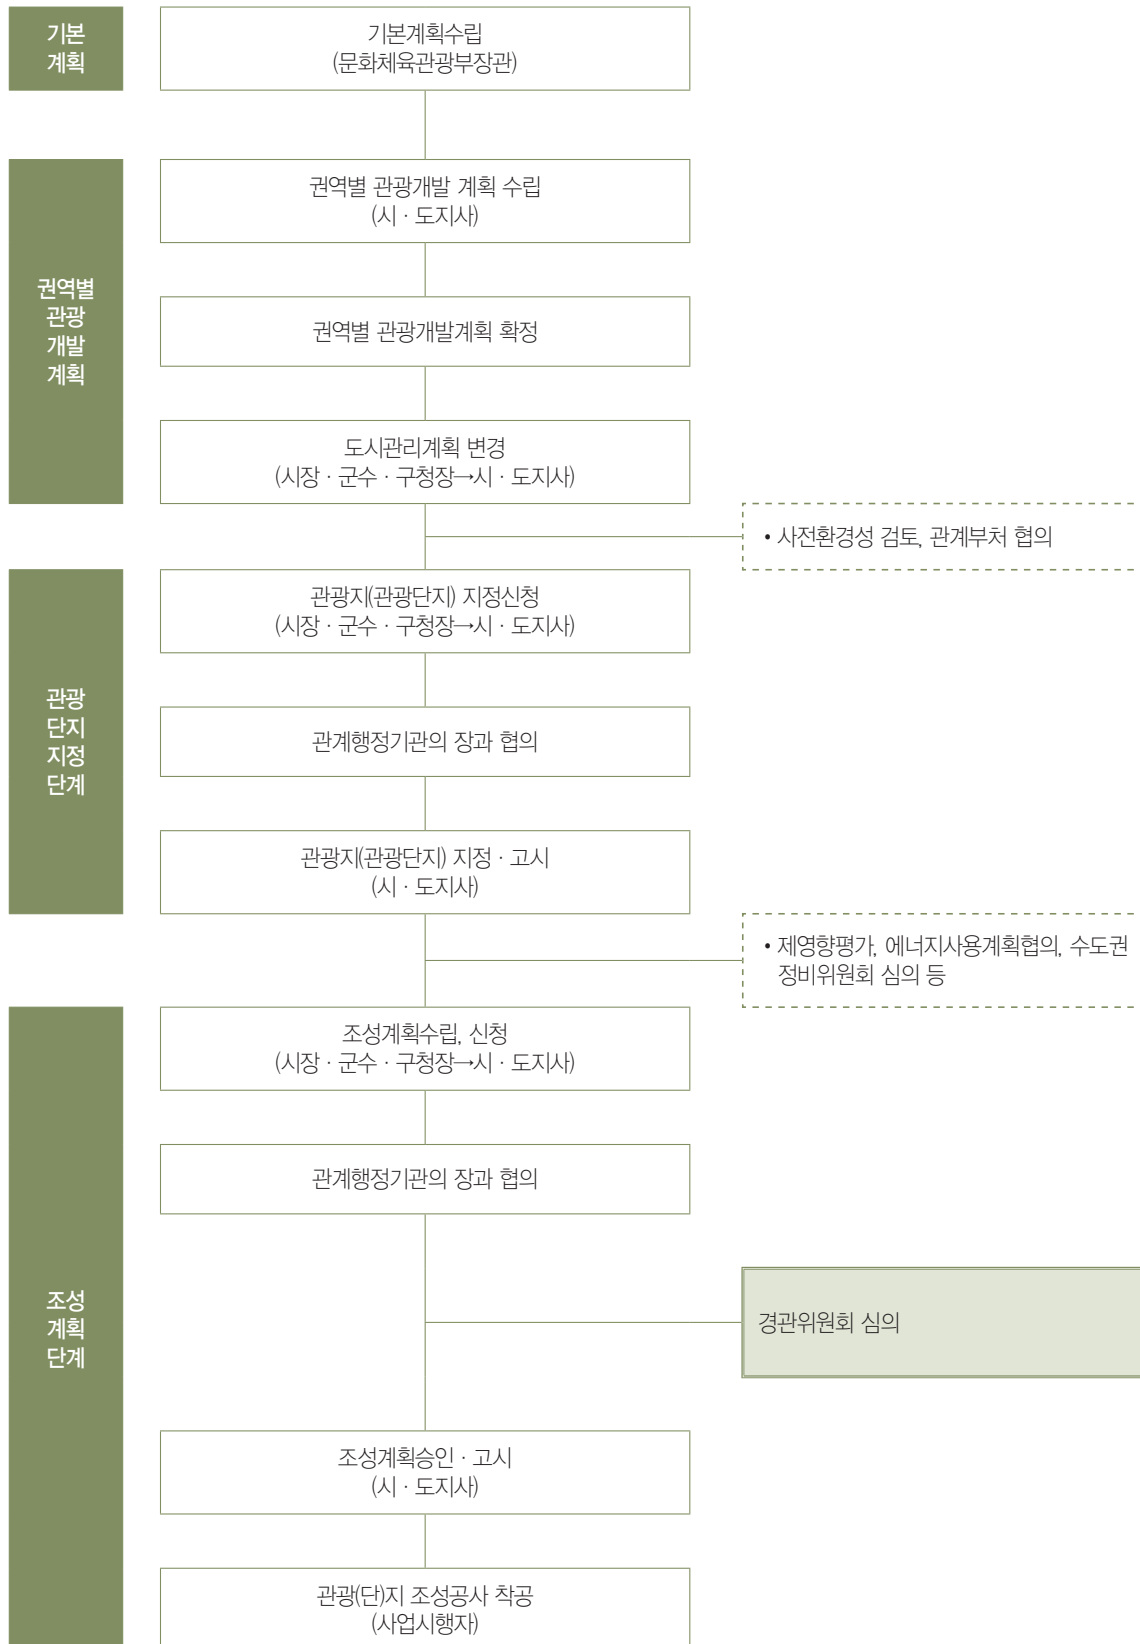 기본
계획
기본계획수립
(문화체육관광부장관)
권역별
관광
개발
계획
권역별 관광개발 계획 수립
(시 · 도지사)
권역별 관광개발계획 확정
도시관리계획 변경
(시장 · 군수 · 구청장→시 · 도지사)
• 사전환경성 검토, 관계부처 협의
관광
단지
지정
단계
관광지(관광단지) 지정신청
(시장 · 군수 · 구청장→시 · 도지사)
관계행정기관의 장과 협의
관광지(관광단지) 지정 · 고시
(시 · 도지사)
• 제영향평가, 에너지사용계획협의, 수도권
정비위원회 심의 등
조성
계획
단계
조성계획수립, 신청
(시장 · 군수 · 구청장→시 · 도지사)
관계행정기관의 장과 협의
경관위원회 심의
조성계획승인 · 고시
(시 · 도지사)
관광(단)지 조성공사 착공
(사업시행자)